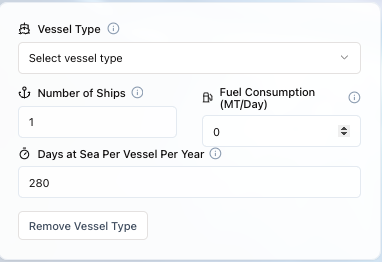 Vessel Type
Select vessel type
Number of Ships
Fuel Consumption
(MT/Day)
1
0
Days at Sea Per Vessel Per Year
280
Remove Vessel Type